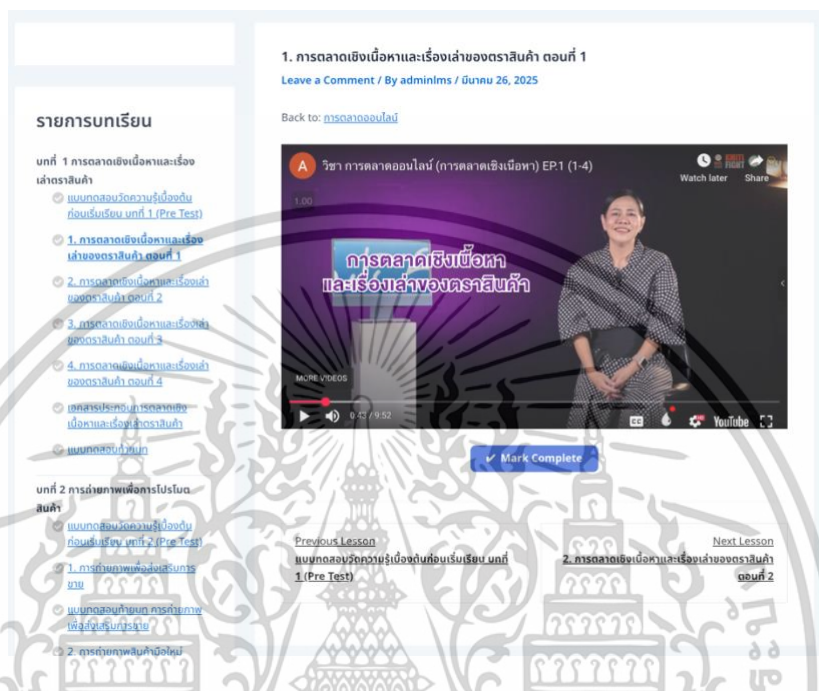 รายการบทเรียน
บทที่ 1 การตลาดเชิงเนื้อหาและเรื่อง
เล่าตราสินค้า
แบบทดสอบวัดความรู้เบื้องต้น
ก่อนเริ่มเรียน บทที่ 1 (Pre Test)
1. การตลาดเชิงเนื้อหาและเรื่อง
เล่าของตราสินค้า ตอนที่ 1
2. การตลาดเชิงเนื้อหาและเรื่องเล่า
ของตราสินค้า ตอนที่ 2
3. การตลาดเชิงเนื้อหาและเรื่องเล่า
ของตราสินค้า ตอนที่ 3
4. การตลาดเชิงเนื้อหาและเรื่องเล่า
ของตราสินค้า ตอนที่ 4
เอกสารประกอบการตลาดเชิง
เนื้อหาและเรื่องเล่าตราสินค้า
แบบทดสอบท้ายบท
บทที่ 2 การถ่ายภาพเพื่อการโปรโมต
สินค้า
แบบทดสอบวัดความรู้เบื้องต้น
ก่อนเริ่มเรียน บทที่ 2 (Pre Test)
1. การถ่ายภาพเพื่อส่งเสริมการ
ขาย
แบบทดสอบท้ายบท การถ่ายภาพ
เพื่อส่งเสริมการขาย
2. การถ่ายภาพสินค้ามือใหม่
1. การตลาดเชิงเนื้อหาและเรื่องเล่าของตราสินค้า ตอนที่ 1
Leave a Comment / By adminlms / มีนาคม 26, 2025
Back to: การตลาดออนไลน์
A วิชา การตลาดออนไลน์ (การตลาดเชิงเนื้อหา) EP.1 (1-4)
Watch later Share
1.00
การตลาดเชิงเนื้อหา
และเรื่องเล่าของตราสินค้า
MORE VIDEOS
0:43 / 9:52
CC YouTube
✔ Mark Complete
Previous Lesson
แบบทดสอบวัดความรู้เบื้องต้นก่อนเริ่มเรียน บทที่
1 (Pre Test)
Next Lesson
2. การตลาดเชิงเนื้อหาและเรื่องเล่าของตราสินค้า
ตอนที่ 2